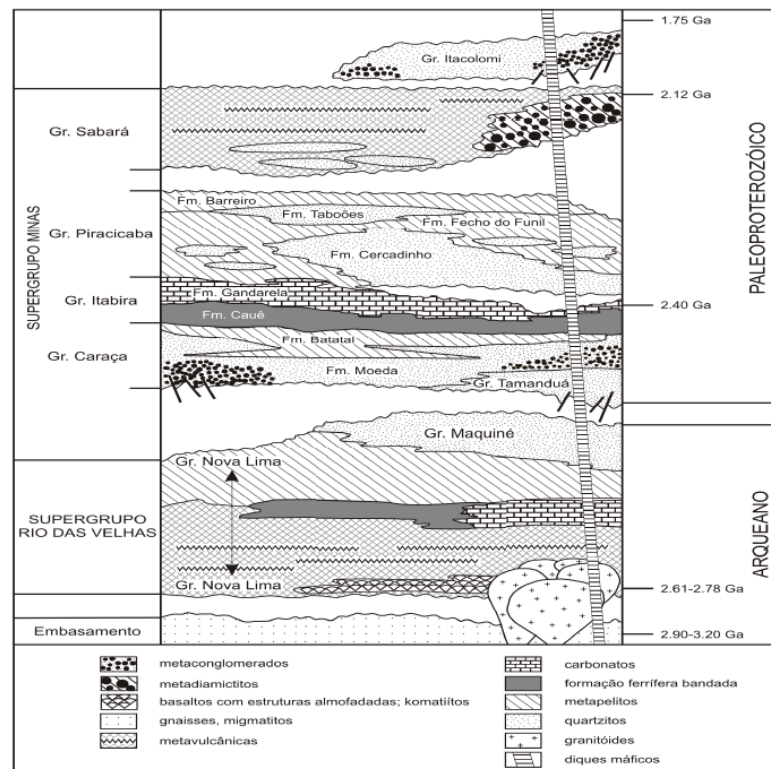 1.75 Ga
Gr. Itacolomi
2.12 Ga
Gr. Sabará
Fm. Barreiro
Fm. Taboões
Fm. Fecho do Funil
Gr. Piracicaba
Fm. Cercadinho
SUPERGRUPO MINAS
PALEOPROTEROZÓICO
Gr. Itabira
Fm. Gandarela
2.40 Ga
Fm. Cauê
Fm. Batatal
Gr. Caraça
Fm. Moeda
Gr. Tamanduá
Gr. Maquiné
Gr. Nova Lima
SUPERGRUPO
RIO DAS VELHAS
ARQUEANO
Gr. Nova Lima
2.61-2.78 Ga
Embasamento
2.90-3.20 Ga
metaconglomerados
metadiamictitos
basaltos com estruturas almofadadas; komatiítos
gnaisses, migmatitos
metavulcânicas
carbonatos
formação ferrífera bandada
metapelitos
quartzitos
granitóides
diques máficos